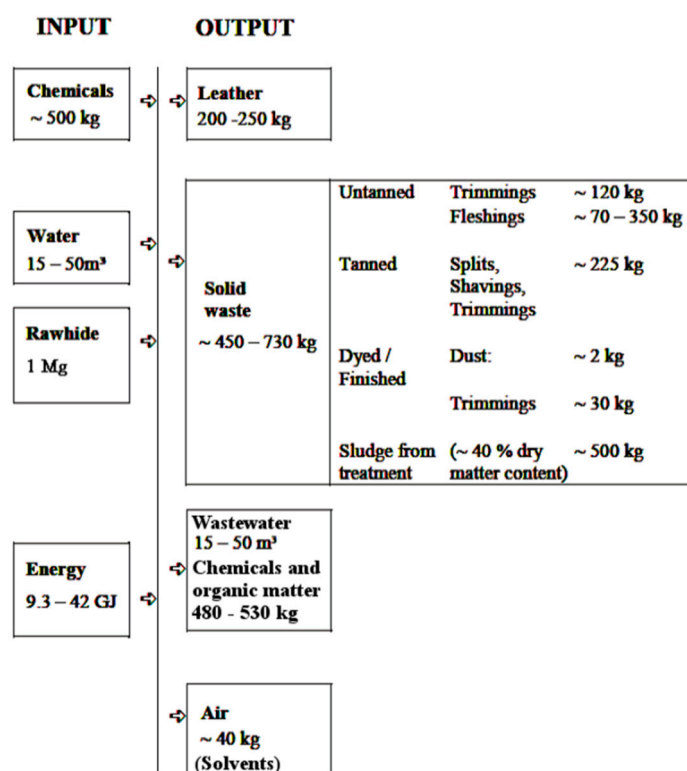 INPUT
OUTPUT
Chemicals
~ 500 kg
Leather
200 -250 kg
Water
15 – 50m³
Rawhide
1 Mg
Solid
waste
~ 450 – 730 kg
Untanned Trimmings ~ 120 kg
Fleshings ~ 70 – 350 kg
Tanned Splits, ~ 225 kg
Shavings,
Trimmings
Dyed / Dust: ~ 2 kg
Finished
Trimmings ~ 30 kg
Sludge from (~ 40 % dry ~ 500 kg
treatment matter content)
Energy
9.3 – 42 GJ
Wastewater
15 – 50 m³
Chemicals and
organic matter
480 - 530 kg
Air
~ 40 kg
(Solvents)